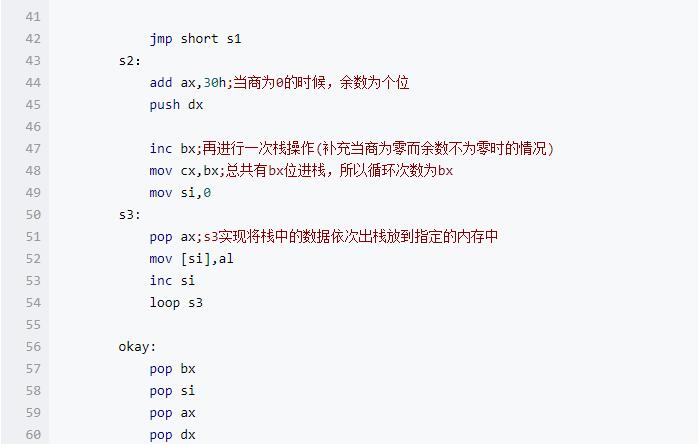 41
42 jmp short s1
43 s2:
44 add ax,30h;当商为0的时候，余数为个位
45 push dx
46
47 inc bx;再进行一次栈操作(补充当商为零而余数不为零时的情况)
48 mov cx,bx;总共有bx位进栈，所以循环次数为bx
49 mov si,0
50 s3:
51 pop ax;s3实现将栈中的数据依次出栈放到指定的内存中
52 mov [si],al
53 inc si
54 loop s3
55
56 okay:
57 pop bx
58 pop si
59 pop ax
60 pop dx